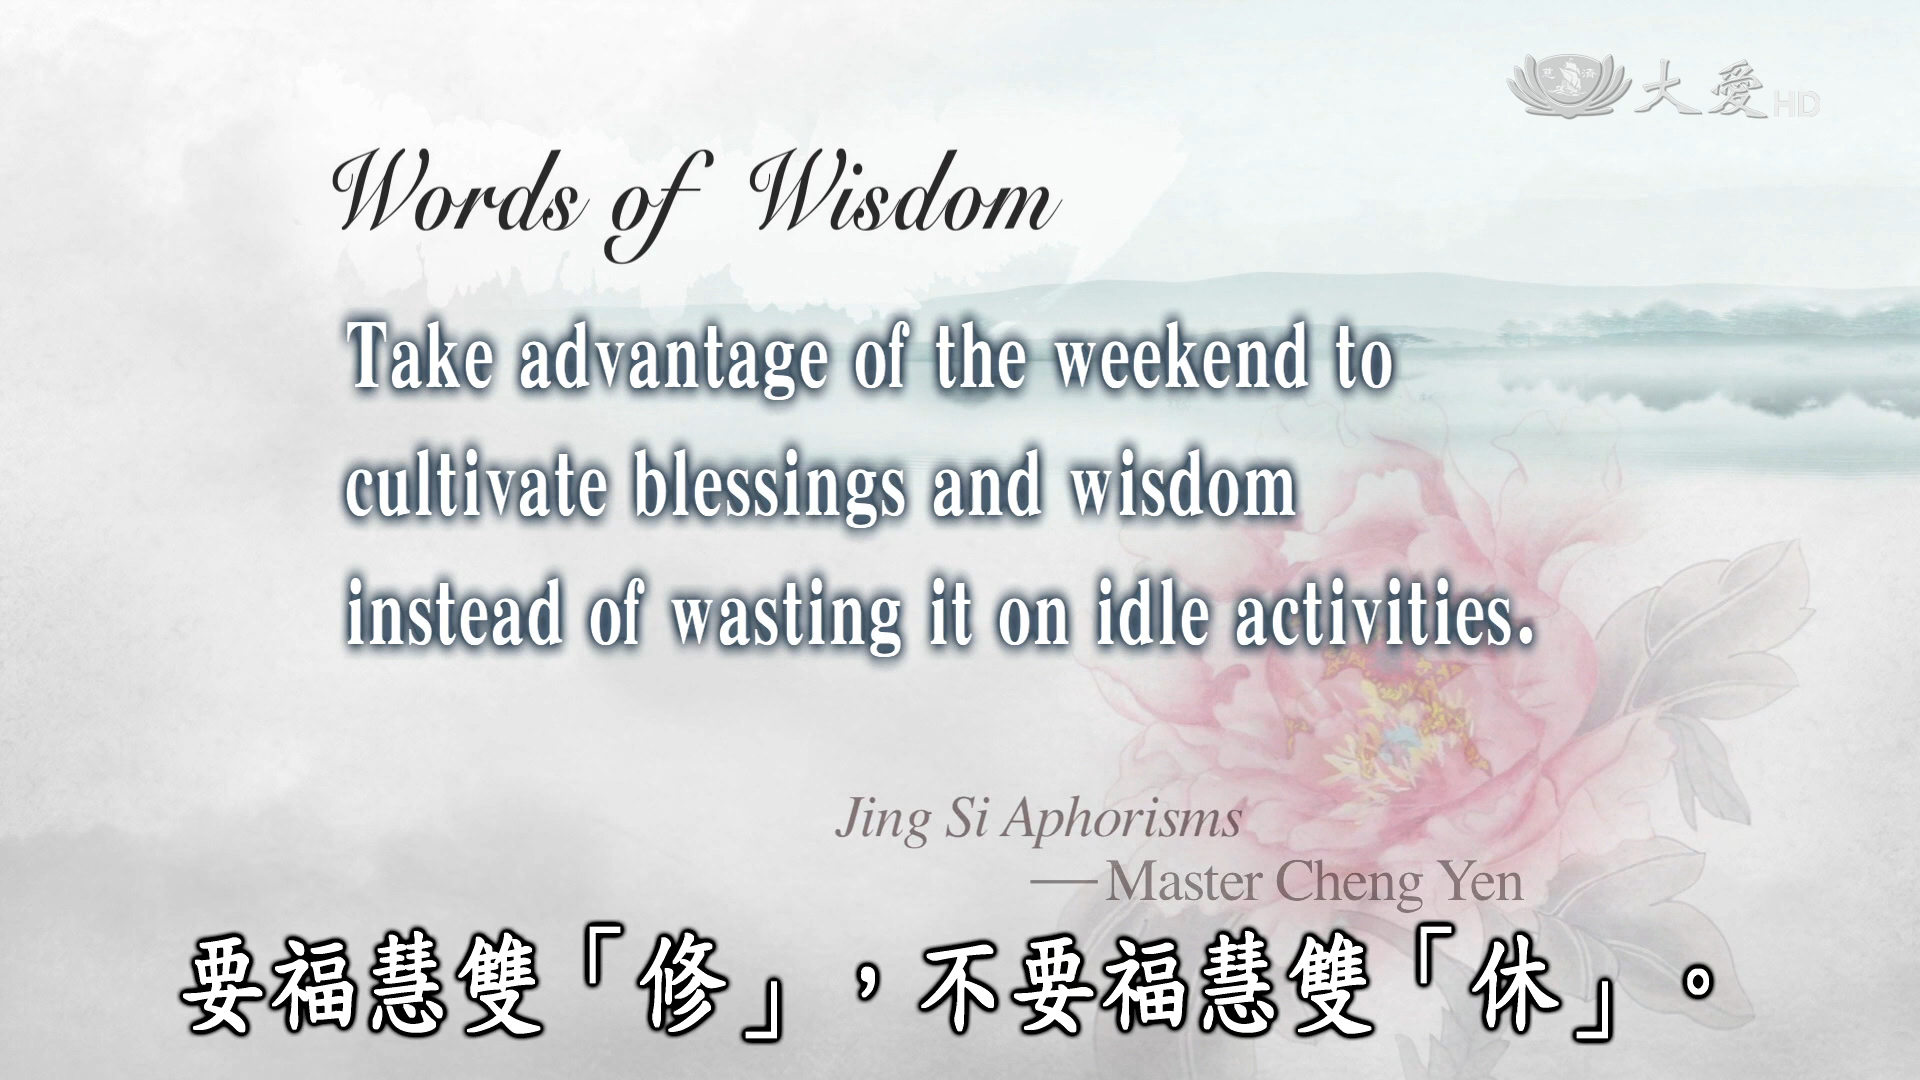 慈濟
大愛HD
Words of Wisdom
Take advantage of the weekend to
cultivate blessings and wisdom
instead of wasting it on idle activities.
Jing Si Aphorisms
—Master Cheng Yen
要福慧雙「修」，不要福慧雙「休」。